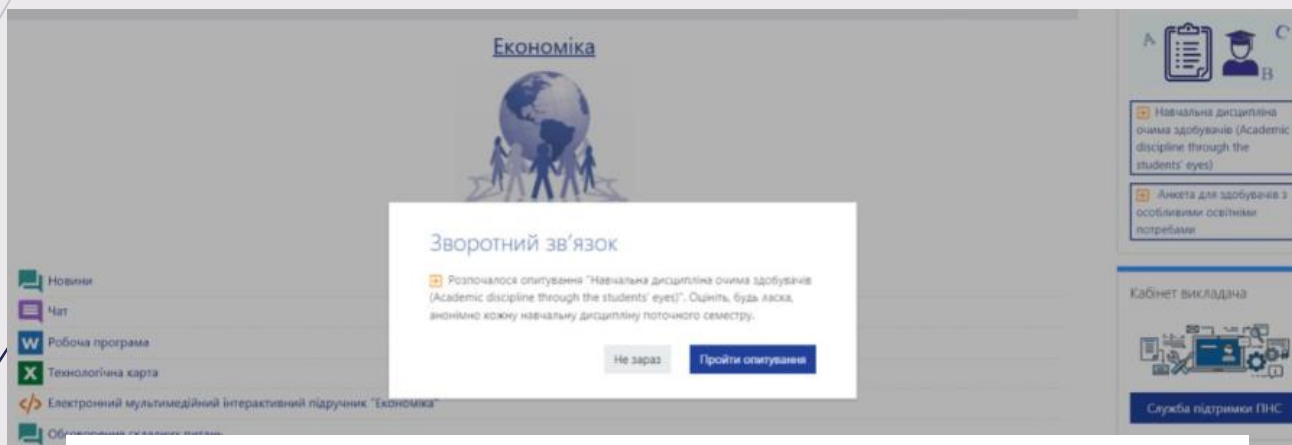 Економіка
Зворотний зв'язок
Розпочалося опитування "Навчальна дисципліна очима здобувачів
(Academic discipline through the students' eyes)". Оцініть, будь ласка,
анонімно кожну навчальну дисципліну поточного семестру.
Не зараз
Пройти опитування
Новини
Чат
W Робоча програма
X Технологічна карта
</> Електронний мультимедійний інтерактивний підручник "Економіка"
Обговорення складних питань
A
C
B
Навчальна дисципліна
очима здобувачів (Academic
discipline through the
students' eyes)
Анкета для здобувачів з
особливими освітніми
потребами
Кабінет викладача
Служба підтримки ПНС